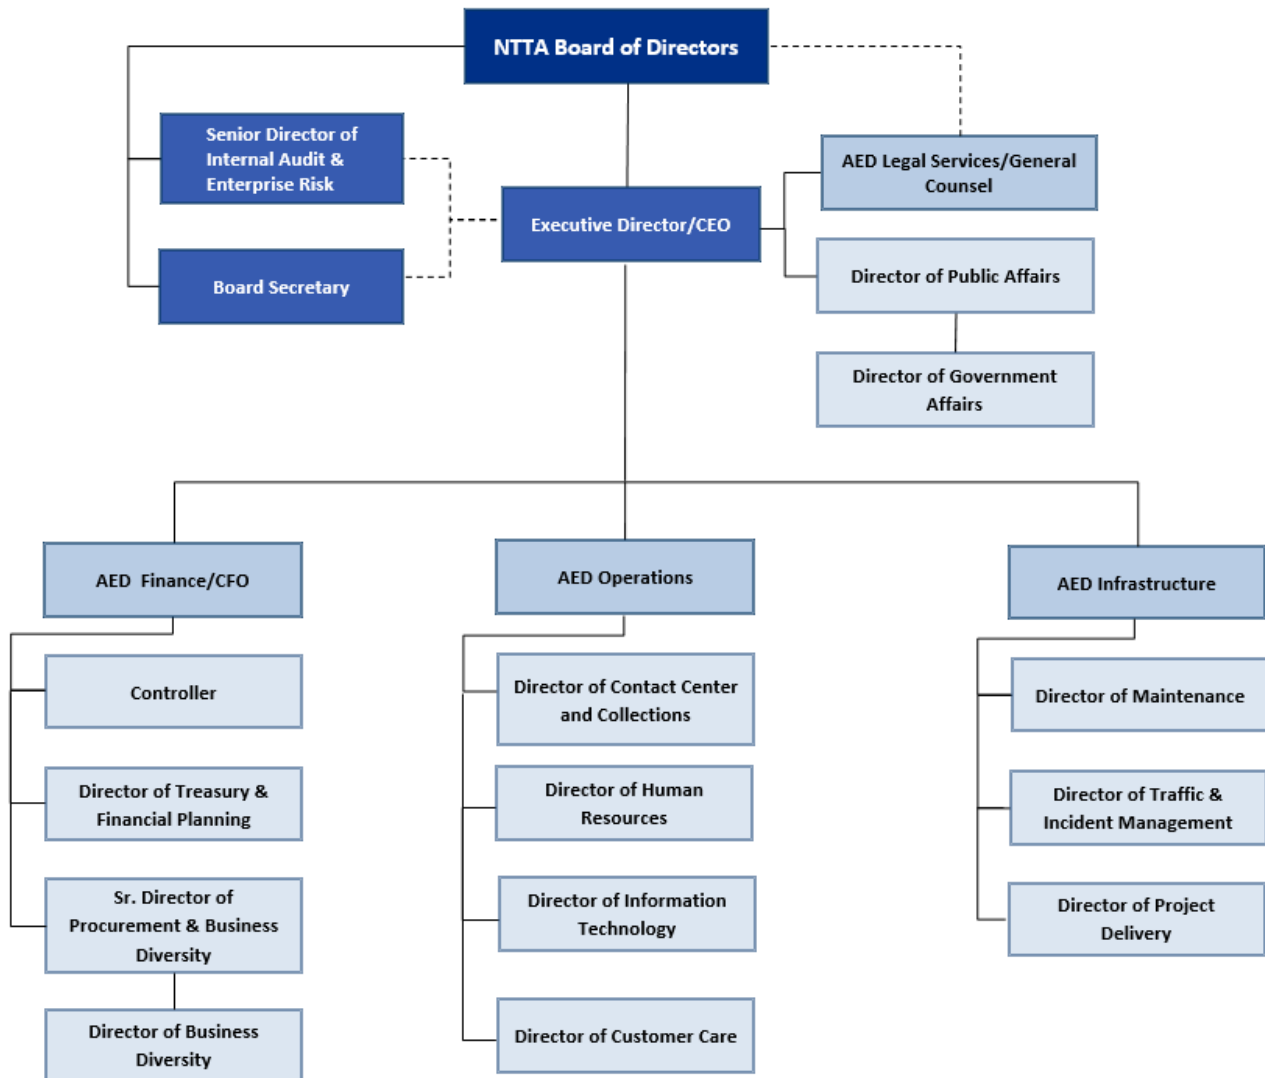 NTTA Board of Directors
Senior Director of
Internal Audit &
Enterprise Risk
AED Legal Services/General
Counsel
Executive Director/CEO
Board Secretary
Director of Public Affairs
Director of Government
Affairs
AED  Finance/CFO
AED Operations
AED Infrastructure
Controller
Director of Treasury &
Financial Planning
Sr. Director of
Procurement & Business
Diversity
Director of Business
Diversity
Director of Contact Center
and Collections
Director of Human
Resources
Director of Information
Technology
Director of Customer Care
Director of Maintenance
Director of Traffic &
Incident Management
Director of Project
Delivery